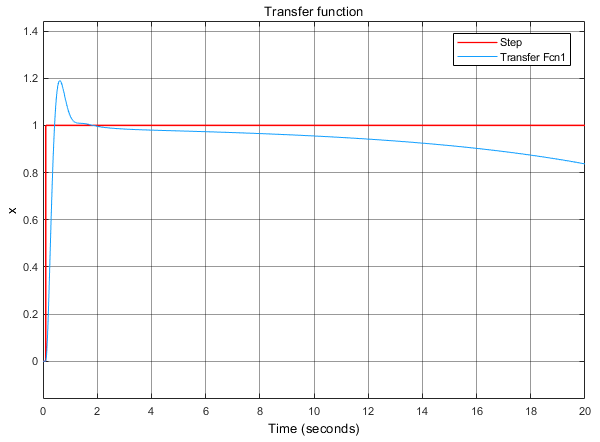 Transfer function
Step
Transfer Fcn1
1.4
1.2
1
0.8
0.6
0.4
0.2
0
x
0 2 4 6 8 10 12 14 16 18 20
Time (seconds)